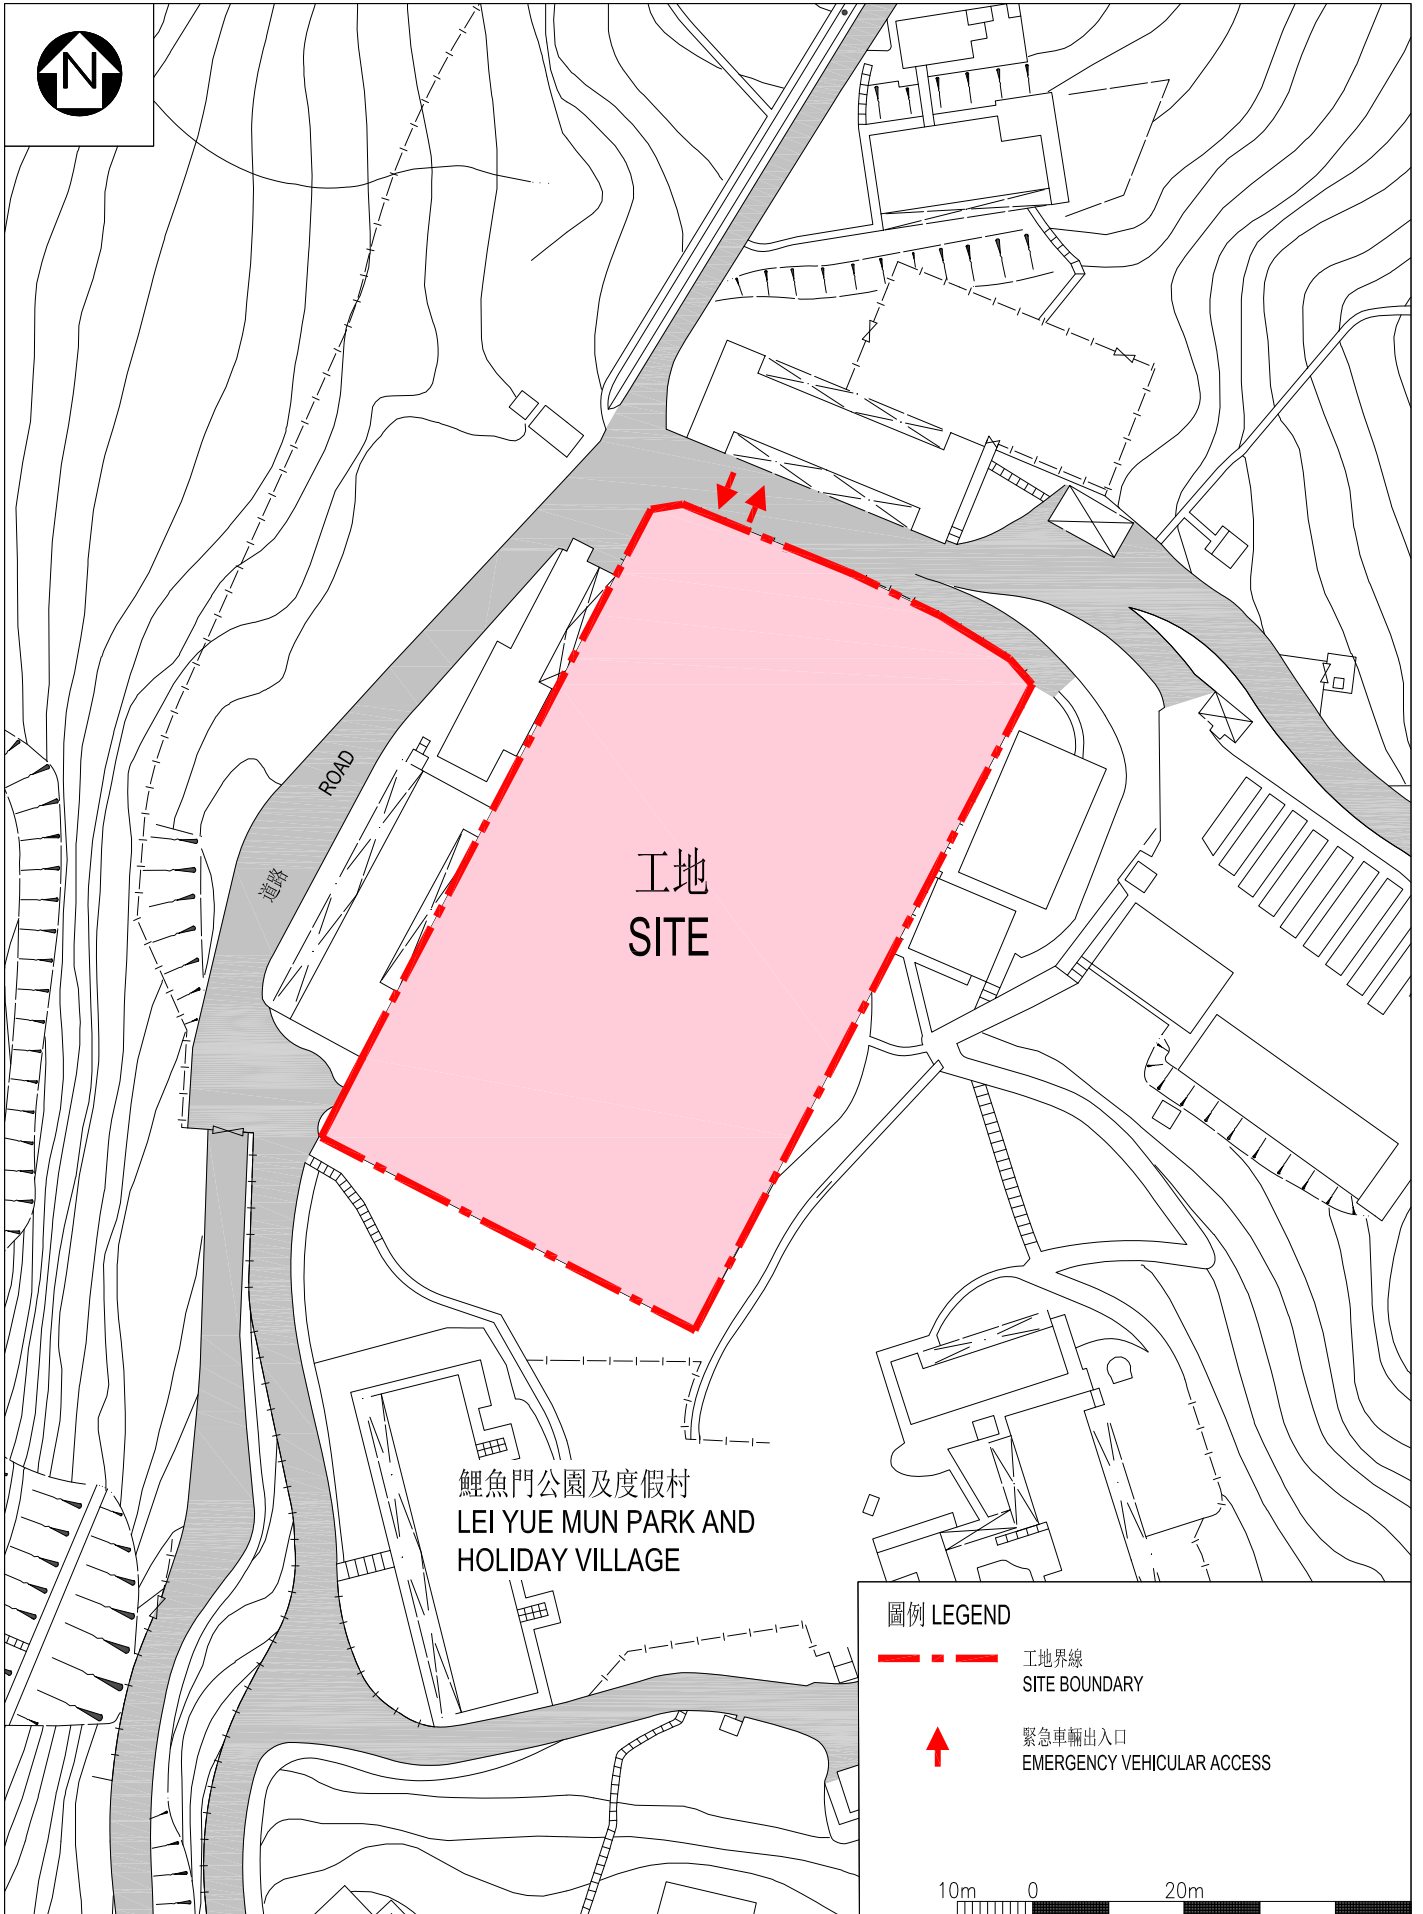 N
ROAD
道路
工地
SITE
鯉魚門公園及度假村
LEI YUE MUN PARK AND
HOLIDAY VILLAGE
圖例 LEGEND
工地界線
SITE BOUNDARY
緊急車輛出入口
EMERGENCY VEHICULAR ACCESS
10m 0 20m